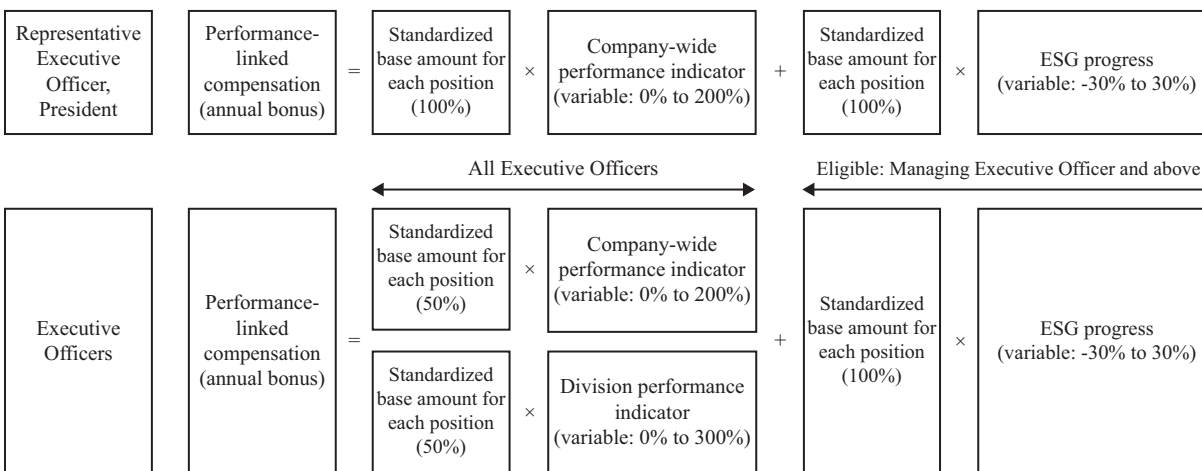 Representative
Executive
Officer,
President
Performance-
linked
compensation
(annual bonus)
=
Standardized
base amount for
each position
(100%)
×
Company-wide
performance indicator
(variable: 0% to 200%)
+
Standardized
base amount for
each position
(100%)
×
ESG progress
(variable: -30% to 30%)
All Executive Officers
Eligible: Managing Executive Officer and above
Executive
Officers
Performance-
linked
compensation
(annual bonus)
=
Standardized
base amount for
each position
(50%)
×
Company-wide
performance indicator
(variable: 0% to 200%)
Standardized
base amount for
each position
(50%)
×
Division performance
indicator
(variable: 0% to 300%)
+
Standardized
base amount for
each position
(100%)
×
ESG progress
(variable: -30% to 30%)